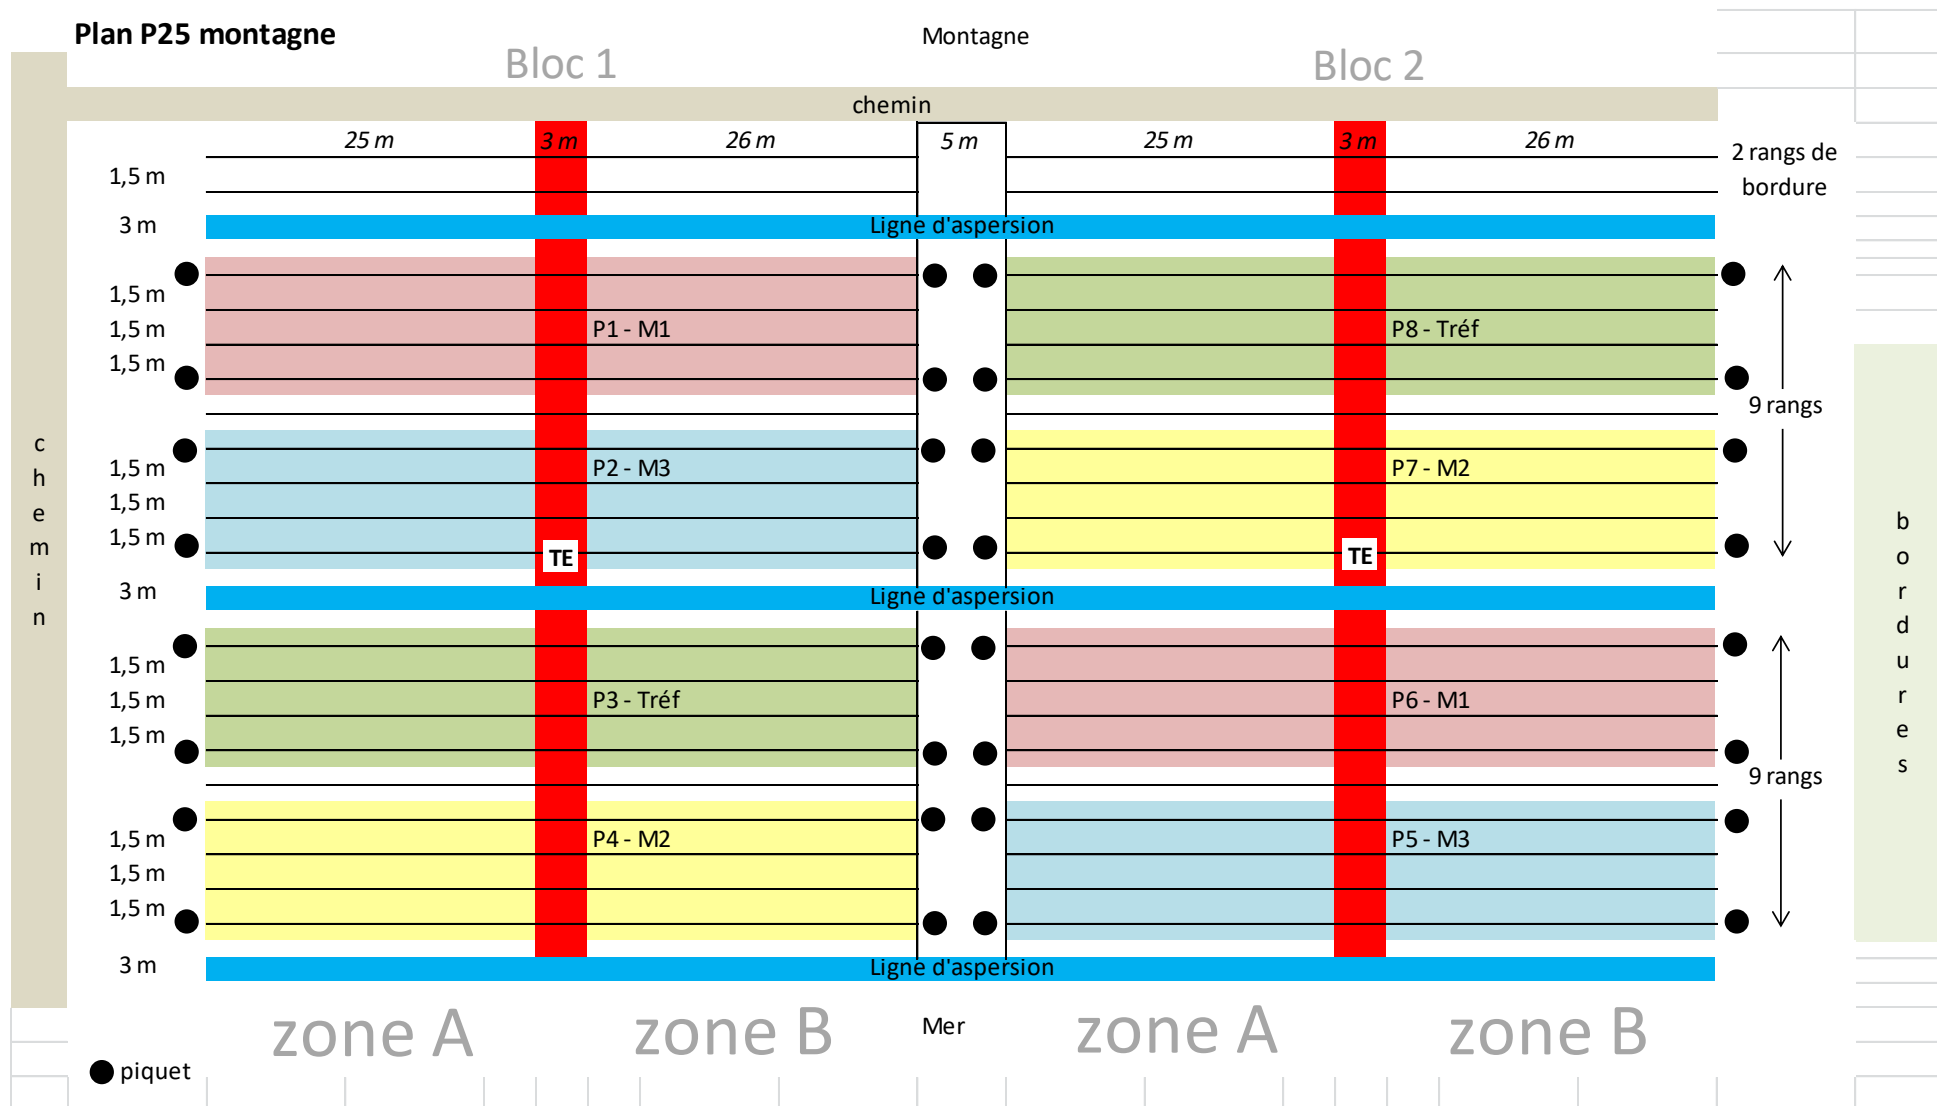 Plan P25 montagne
Montagne
Bloc 1
Bloc 2
chemin
25 m
3 m
26 m
5 m
25 m
3 m
26 m
2 rangs de
bordure
1,5 m
3 m
Ligne d'aspersion
1,5 m
1,5 m
P1 - M1
P8 - Tréf
1,5 m
9 rangs
chemin
1,5 m
P2 - M3
P7 - M2
1,5 m
1,5 m
TE
TE
bordures
3 m
Ligne d'aspersion
1,5 m
1,5 m
P3 - Tréf
P6 - M1
1,5 m
9 rangs
1,5 m
P4 - M2
P5 - M3
1,5 m
1,5 m
3 m
Ligne d'aspersion
zone A
zone B
Mer
zone A
zone B
piquet